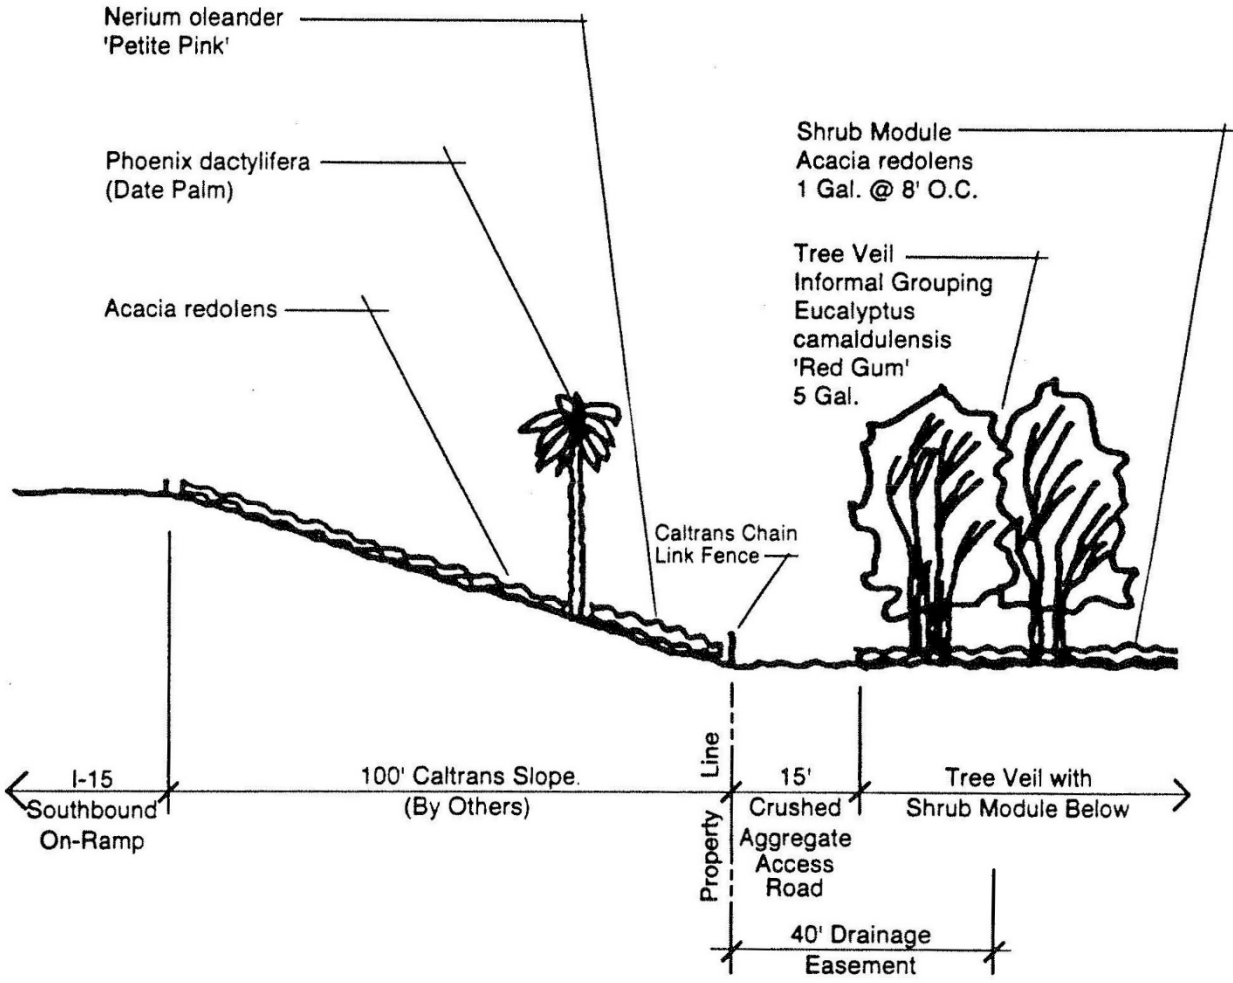 Nerium oleander
'Petite Pink'
Phoenix dactylifera
(Date Palm)
Acacia redolens
Shrub Module
Acacia redolens
1 Gal. @ 8' O.C.
Tree Veil
Informal Grouping
Eucalyptus
camaldulensis
'Red Gum'
5 Gal.
Caltrans Chain
Link Fence
I-15
Southbound
On-Ramp
100' Caltrans Slope.
(By Others)
Property Line
15'
Crushed
Aggregate
Access
Road
Tree Veil with
Shrub Module Below
40' Drainage
Easement